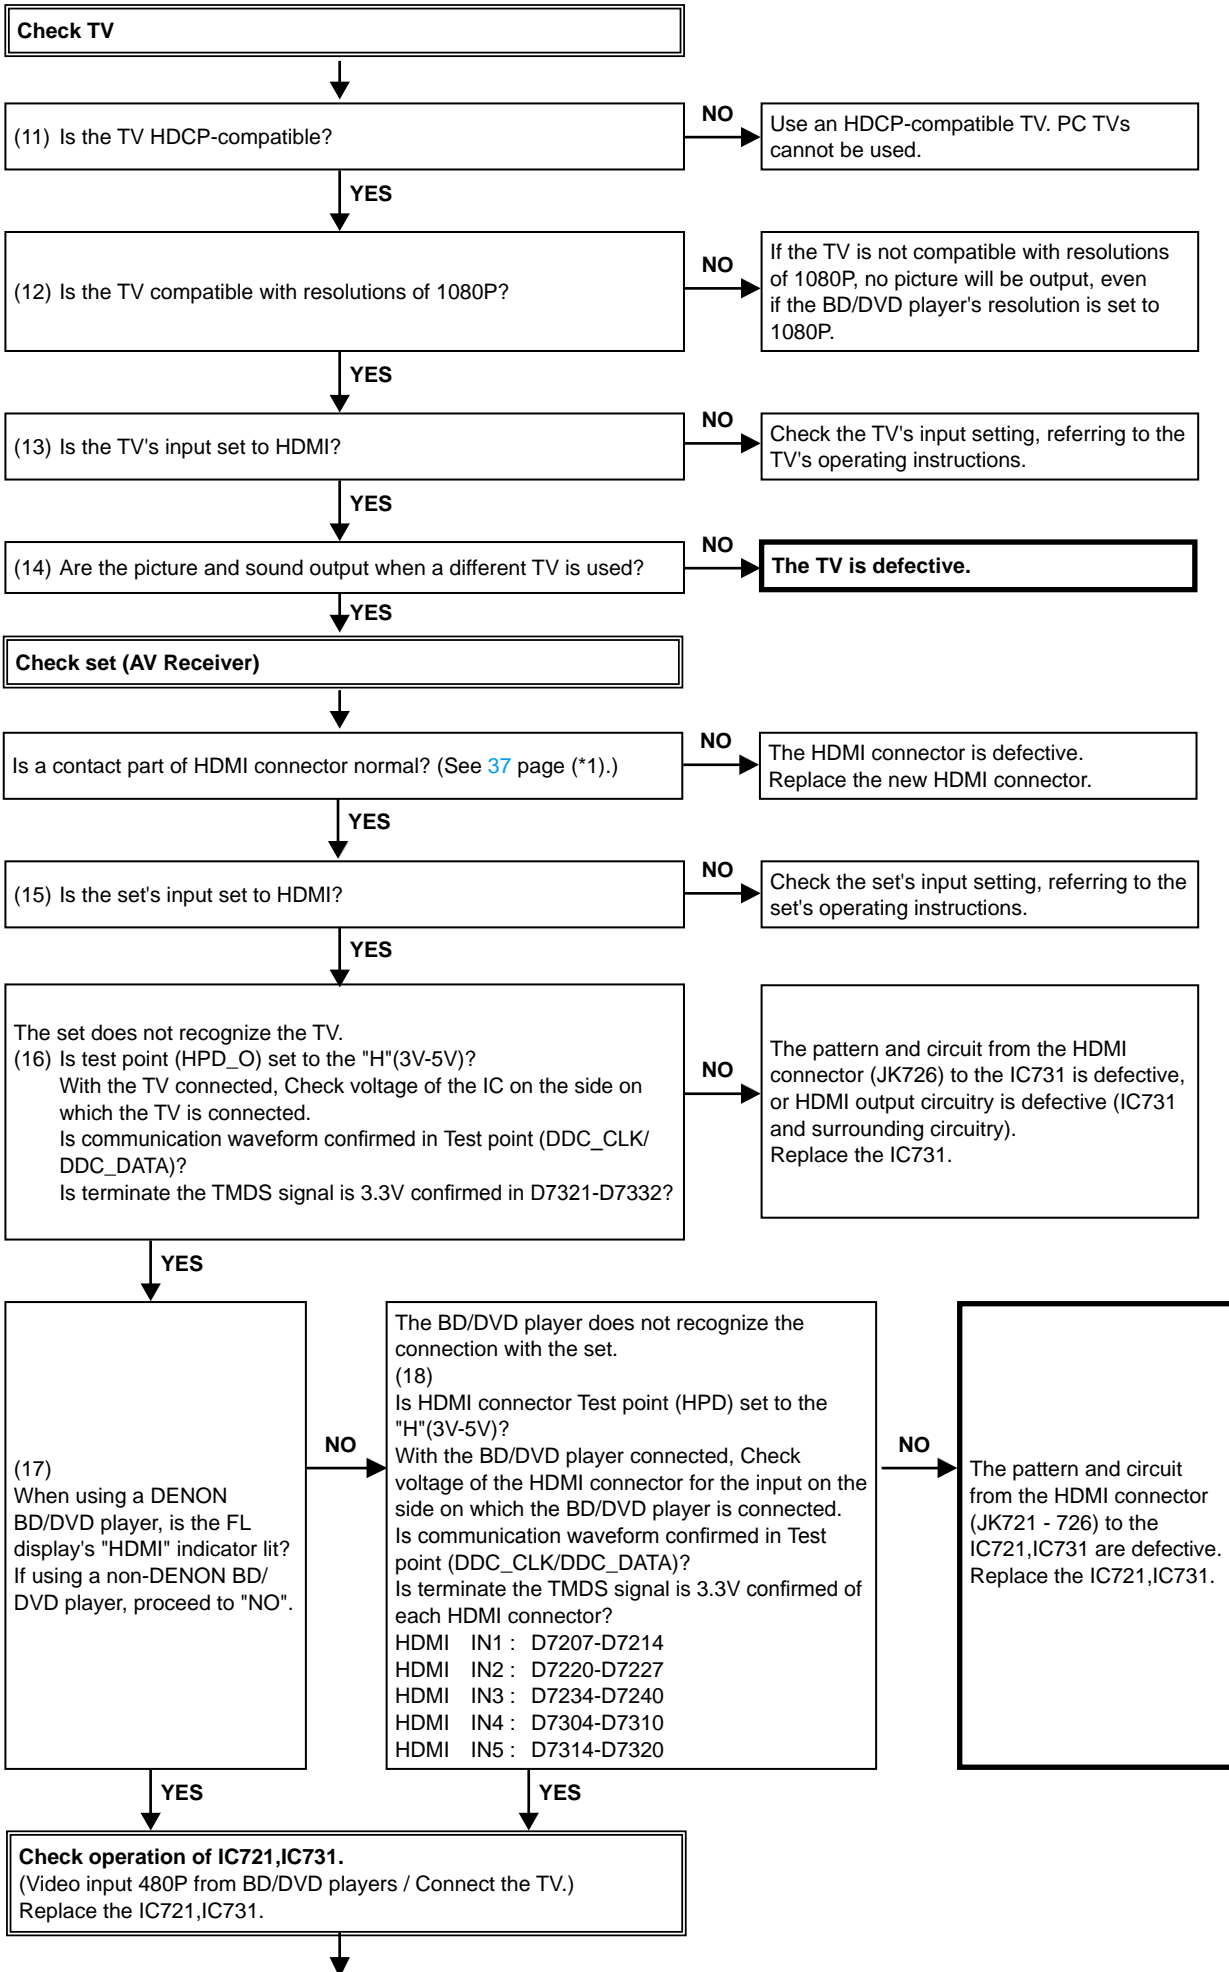 Check TV
(11) Is the TV HDCP-compatible?
NO
Use an HDCP-compatible TV. PC TVs
cannot be used.
YES
(12) Is the TV compatible with resolutions of 1080P?
NO
If the TV is not compatible with resolutions
of 1080P, no picture will be output, even
if the BD/DVD player's resolution is set to
1080P.
YES
(13) Is the TV's input set to HDMI?
NO
Check the TV's input setting, referring to the
TV's operating instructions.
YES
(14) Are the picture and sound output when a different TV is used?
NO
The TV is defective.
YES
Check set (AV Receiver)
Is a contact part of HDMI connector normal? (See 37 page (*1).)
NO
The HDMI connector is defective.
Replace the new HDMI connector.
YES
(15) Is the set's input set to HDMI?
NO
Check the set's input setting, referring to the
set's operating instructions.
YES
The set does not recognize the TV.
(16) Is test point (HPD_O) set to the "H"(3V-5V)?
With the TV connected, Check voltage of the IC on the side on
which the TV is connected.
Is communication waveform confirmed in Test point (DDC_CLK/
DDC_DATA)?
Is terminate the TMDS signal is 3.3V confirmed in D7321-D7332?
NO
The pattern and circuit from the HDMI
connector (JK726) to the IC731 is defective,
or HDMI output circuitry is defective (IC731
and surrounding circuitry).
Replace the IC731.
YES
(17)
When using a DENON
BD/DVD player, is the FL
display's "HDMI" indicator lit?
If using a non-DENON BD/
DVD player, proceed to "NO".
NO
The BD/DVD player does not recognize the
connection with the set.
(18)
Is HDMI connector Test point (HPD) set to the
"H"(3V-5V)?
With the BD/DVD player connected, Check
voltage of the HDMI connector for the input on the
side on which the BD/DVD player is connected.
Is communication waveform confirmed in Test
point (DDC_CLK/DDC_DATA)?
Is terminate the TMDS signal is 3.3V confirmed of
each HDMI connector?
HDMI IN1 : D7207-D7214
HDMI IN2 : D7220-D7227
HDMI IN3 : D7234-D7240
HDMI IN4 : D7304-D7310
HDMI IN5 : D7314-D7320
NO
The pattern and circuit
from the HDMI connector
(JK721 - 726) to the
IC721,IC731 are defective.
Replace the IC721,IC731.
YES
YES
Check operation of IC721,IC731.
(Video input 480P from BD/DVD players / Connect the TV.)
Replace the IC721,IC731.